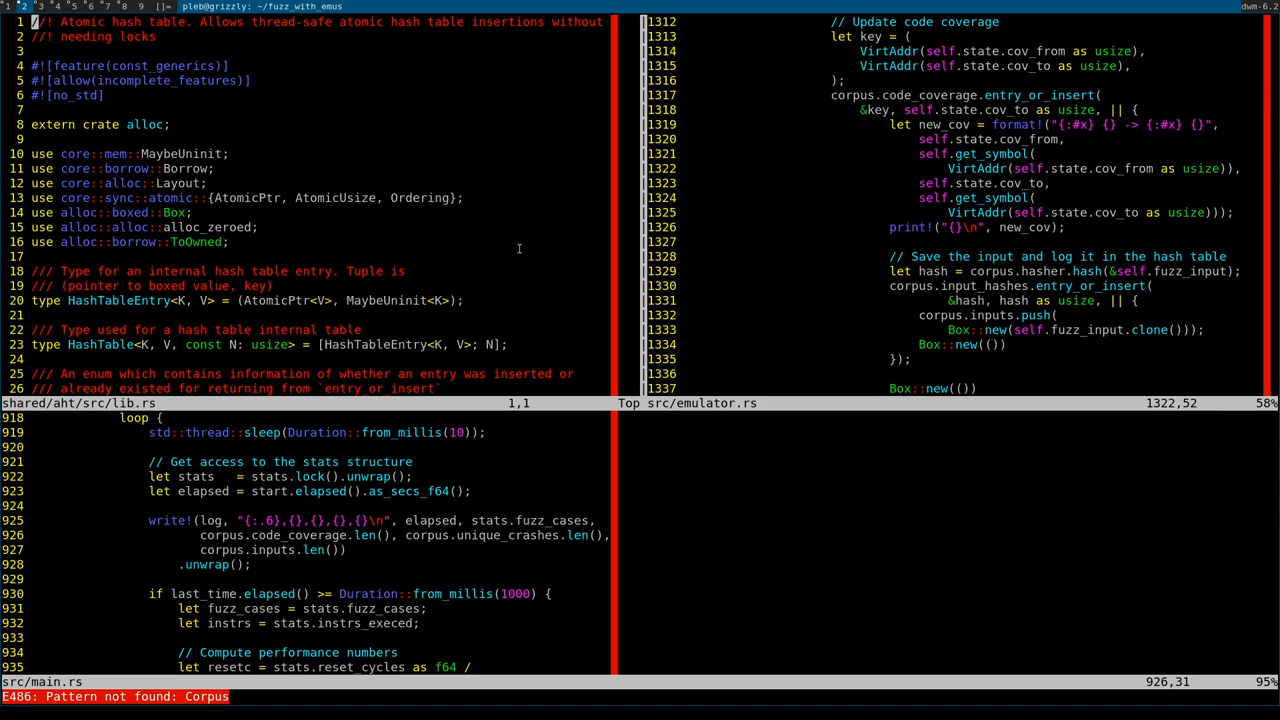 1 2 3 4 5 6 7 8 9 []= pleb@grizzly: ~/fuzz_with_emus dwm-6.2
1 //! Atomic hash table. Allows thread-safe atomic hash table insertions without
2 //! needing locks
3
4 #![feature(const_generics)]
5 #![allow(incomplete_features)]
6 #![no_std]
7
8 extern crate alloc;
9
10 use core::mem::MaybeUninit;
11 use core::borrow::Borrow;
12 use core::alloc::Layout;
13 use core::sync::atomic::{AtomicPtr, AtomicUsize, Ordering};
14 use alloc::boxed::Box;
15 use alloc::alloc::alloc_zeroed;
16 use alloc::borrow::ToOwned;
17
18 /// Type for an internal hash table entry. Tuple is
19 /// (pointer to boxed value, key)
20 type HashTableEntry<K, V> = (AtomicPtr<V>, MaybeUninit<K>);
21
22 /// Type used for a hash table internal table
23 type HashTable<K, V, const N: usize> = [HashTableEntry<K, V>; N];
24
25 /// An enum which contains information of whether an entry was inserted or
26 /// already existed for returning from `entry_or_insert`
shared/aht/src/lib.rs 1,1 Top
1312 // Update code coverage
1313 let key = (
1314 VirtAddr(self.state.cov_from as usize),
1315 VirtAddr(self.state.cov_to as usize),
1316 );
1317 corpus.code_coverage.entry_or_insert(
1318 &key, self.state.cov_to as usize, || {
1319 let new_cov = format!("{:#x} {} -> {:#x} {}",
1320 self.state.cov_from,
1321 self.get_symbol(
1322 VirtAddr(self.state.cov_from as usize)),
1323 self.state.cov_to,
1324 self.get_symbol(
1325 VirtAddr(self.state.cov_to as usize)));
1326 print!("{}\n", new_cov);
1327
1328 // Save the input and log it in the hash table
1329 let hash = corpus.hasher.hash(&self.fuzz_input);
1330 corpus.input_hashes.entry_or_insert(
1331 &hash, hash as usize, || {
1332 corpus.inputs.push(
1333 Box::new(self.fuzz_input.clone()));
1334 Box::new(())
1335 });
1336
1337 Box::new(())
src/emulator.rs 1322,52 58%
918 loop {
919 std::thread::sleep(Duration::from_millis(10));
920
921 // Get access to the stats structure
922 let stats = stats.lock().unwrap();
923 let elapsed = start.elapsed().as_secs_f64();
924
925 write!(log, "{:.6},{},{},{},{}\n", elapsed, stats.fuzz_cases,
926 corpus.code_coverage.len(), corpus.unique_crashes.len(),
927 corpus.inputs.len())
928 .unwrap();
929
930 if last_time.elapsed() >= Duration::from_millis(1000) {
931 let fuzz_cases = stats.fuzz_cases;
932 let instrs = stats.instrs_execed;
933
934 // Compute performance numbers
935 let resetc = stats.reset_cycles as f64 /
src/main.rs 926,31 95%
E486: Pattern not found: Corpus